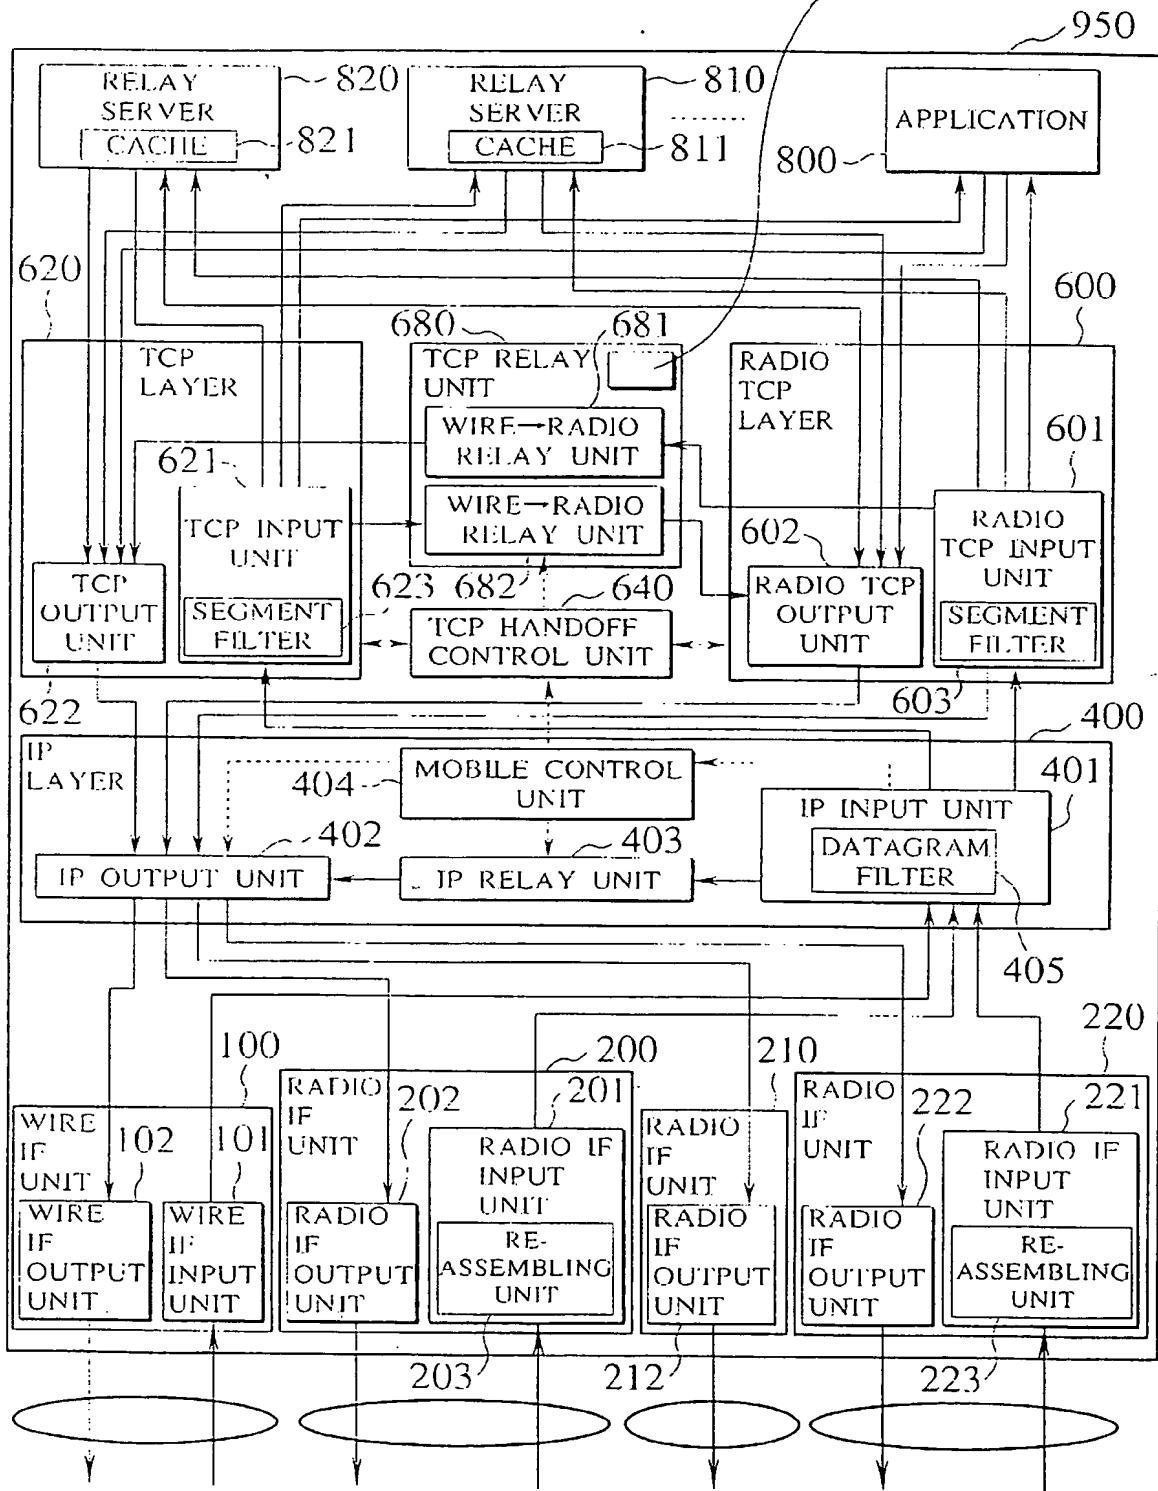 950
RELAY
SERVER
CACHE
820
821
RELAY
SERVER
CACHE
810
811
APPLICATION
800
620
TCP
LAYER
680
681
TCP RELAY
UNIT
WIRE→RADIO
RELAY UNIT
WIRE→RADIO
RELAY UNIT
682
600
RADIO
TCP
LAYER
601
621
TCP INPUT
UNIT
SEGMENT
FILTER
623
TCP
OUTPUT
UNIT
622
640
TCP HANDOFF
CONTROL UNIT
602
RADIO TCP
OUTPUT
UNIT
RADIO
TCP INPUT
UNIT
SEGMENT
FILTER
603
400
IP
LAYER
404
MOBILE CONTROL
UNIT
401
IP INPUT UNIT
DATAGRAM
FILTER
405
402
IP OUTPUT UNIT
403
IP RELAY UNIT
100
WIRE
IF
UNIT
102
101
WIRE
IF
OUTPUT
UNIT
WIRE
IF
INPUT
UNIT
200
RADIO
IF
UNIT
202
201
RADIO
IF
OUTPUT
UNIT
RADIO IF
INPUT
UNIT
RE-
ASSEMBLING
UNIT
203
210
RADIO
IF
UNIT
RADIO
IF
OUTPUT
UNIT
212
220
RADIO
IF
UNIT
222
221
RADIO
IF
OUTPUT
UNIT
RADIO IF
INPUT
UNIT
RE-
ASSEMBLING
UNIT
223